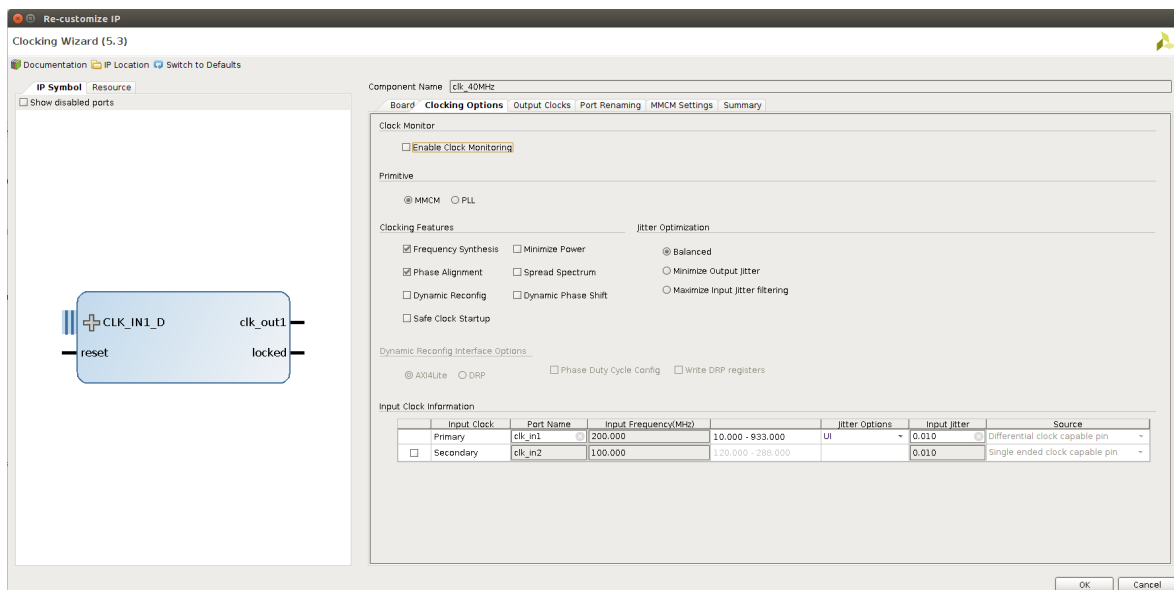 Re-customize IP
Clocking Wizard (5.3)
Documentation IP Location Switch to Defaults
IP Symbol Resource
Show disabled ports
CLK_IN1_D clk_out1
reset locked
Component Name clk_40MHz
Board Clocking Options Output Clocks Port Renaming MMCM Settings Summary
Clock Monitor
Enable Clock Monitoring
Primitive
MMCM PLL
Clocking Features Jitter Optimization
Frequency Synthesis Minimize Power Balanced
Phase Alignment Spread Spectrum Minimize Output Jitter
Dynamic Reconfig Dynamic Phase Shift Maximize Input Jitter filtering
Safe Clock Startup
Dynamic Reconfig Interface Options
AXI4Lite DRP Phase Duty Cycle Config Write DRP registers
Input Clock Information
Input Clock Port Name Input Frequency(MHz) Jitter Options Input Jitter Source
Primary clk_in1 200.000 10.000 - 933.000 UI 0.010 Differential clock capable pin
Secondary clk_in2 100.000 120.000 - 288.000 0.010 Single ended clock capable pin
OK Cancel